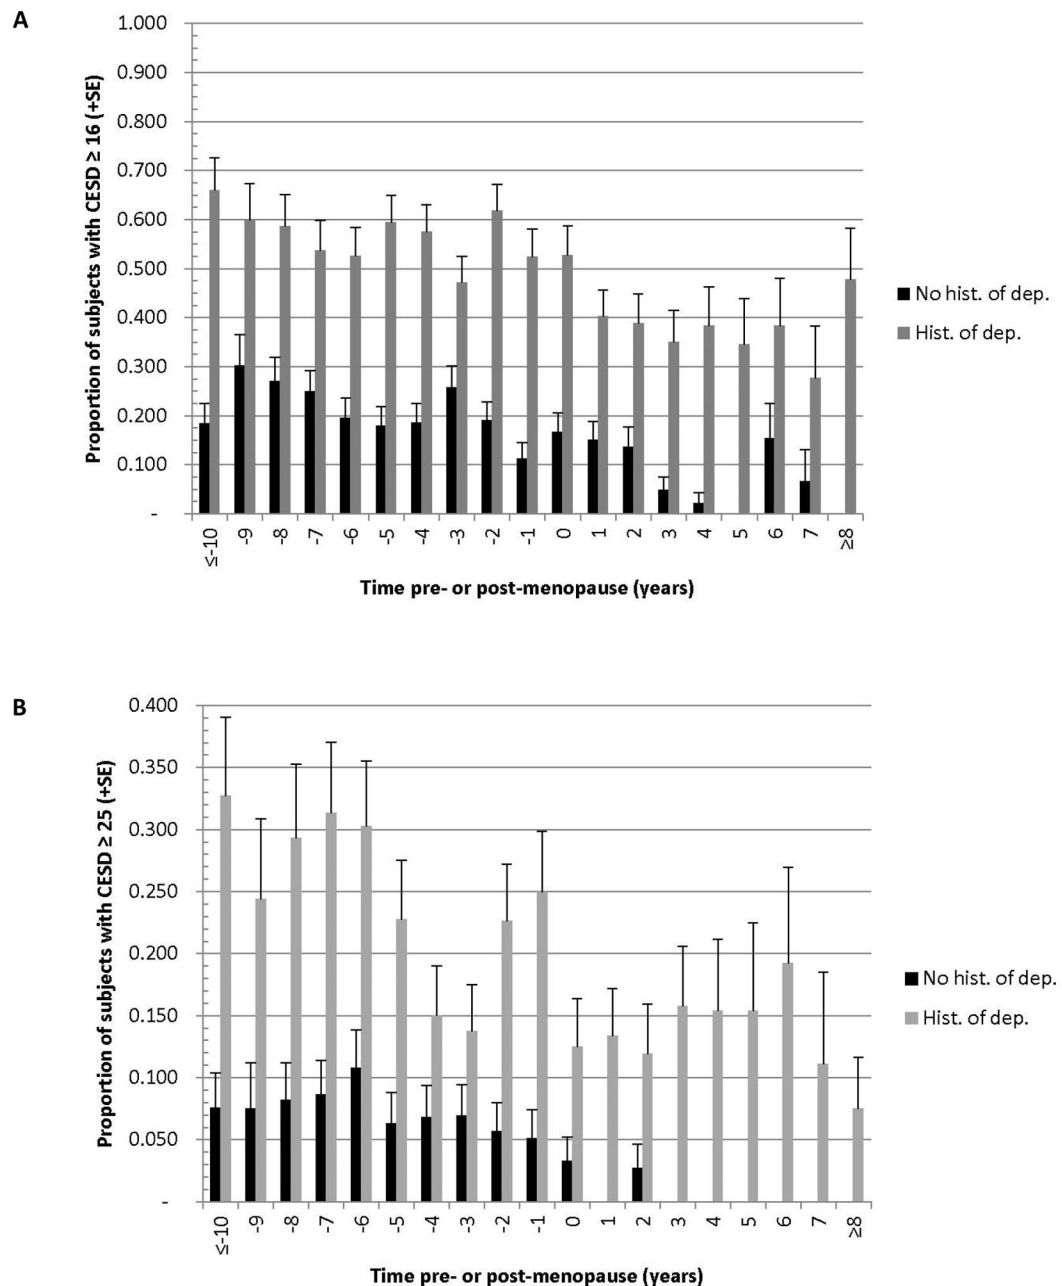 A
1.000
0.900
0.800
0.700
0.600
0.500
0.400
0.300
0.200
0.100
-
Proportion of subjects with CESD ≥ 16 (+SE)
≤-10 -9 -8 -7 -6 -5 -4 -3 -2 -1 0 1 2 3 4 5 6 7 ≥8
Time pre- or post-menopause (years)
No hist. of dep.
Hist. of dep.
B
0.400
0.350
0.300
0.250
0.200
0.150
0.100
0.050
-
Proportion of subjects with CESD ≥ 25 (+SE)
≤-10 -9 -8 -7 -6 -5 -4 -3 -2 -1 0 1 2 3 4 5 6 7 ≥8
Time pre- or post-menopause (years)
No hist. of dep.
Hist. of dep.